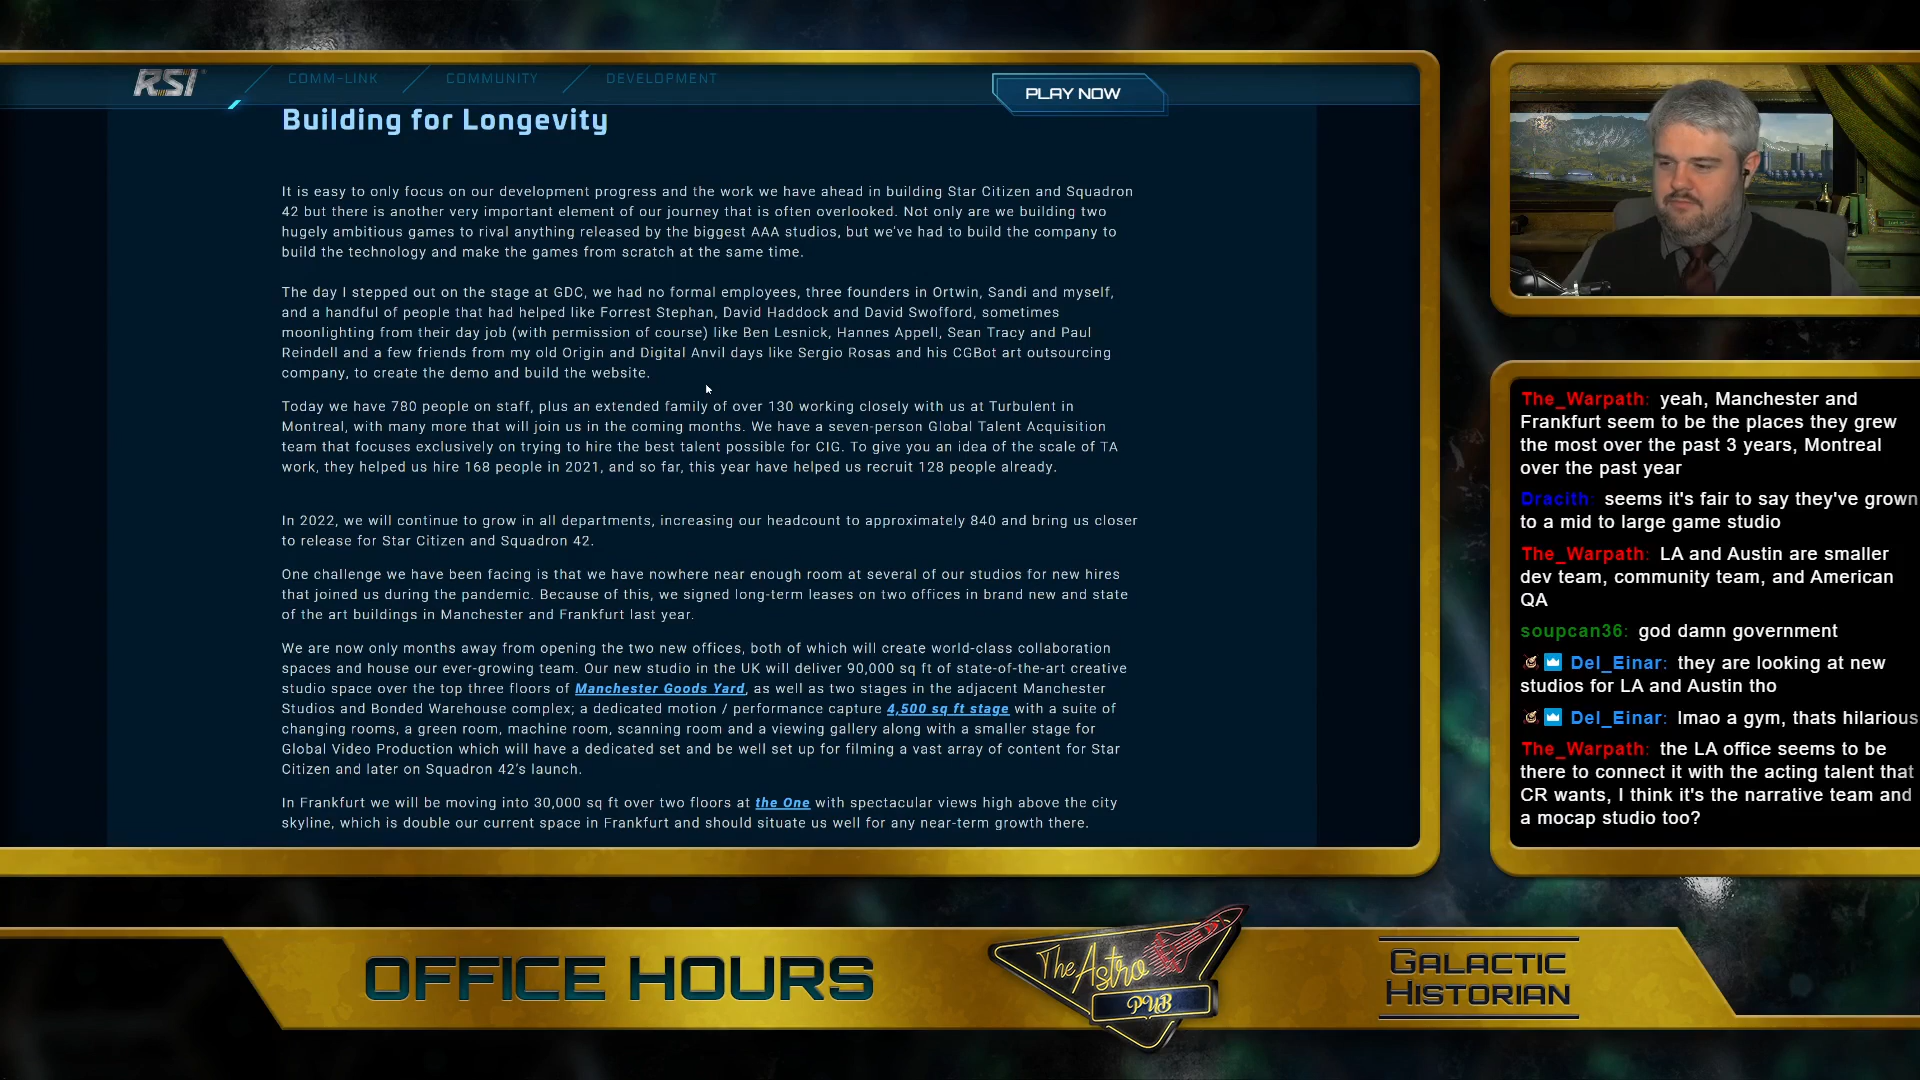 RSI
COMM-LINK
COMMUNITY
DEVELOPMENT
PLAY NOW
Building for Longevity
It is easy to only focus on our development progress and the work we have ahead in building Star Citizen and Squadron
42 but there is another very important element of our journey that is often overlooked. Not only are we building two
hugely ambitious games to rival anything released by the biggest AAA studios, but we've had to build the company to
build the technology and make the games from scratch at the same time.
The day I stepped out on the stage at GDC, we had no formal employees, three founders in Ortwin, Sandi and myself,
and a handful of people that had helped like Forrest Stephan, David Haddock and David Swofford, sometimes
moonlighting from their day job (with permission of course) like Ben Lesnick, Hannes Appell, Sean Tracy and Paul
Reindell and a few friends from my old Origin and Digital Anvil days like Sergio Rosas and his CGBot art outsourcing
company, to create the demo and build the website.
Today we have 780 people on staff, plus an extended family of over 130 working closely with us at Turbulent in
Montreal, with many more that will join us in the coming months. We have a seven-person Global Talent Acquisition
team that focuses exclusively on trying to hire the best talent possible for CIG. To give you an idea of the scale of TA
work, they helped us hire 168 people in 2021, and so far, this year have helped us recruit 128 people already.
In 2022, we will continue to grow in all departments, increasing our headcount to approximately 840 and bring us closer
to release for Star Citizen and Squadron 42.
One challenge we have been facing is that we have nowhere near enough room at several of our studios for new hires
that joined us during the pandemic. Because of this, we signed long-term leases on two offices in brand new and state
of the art buildings in Manchester and Frankfurt last year.
We are now only months away from opening the two new offices, both of which will create world-class collaboration
spaces and house our ever-growing team. Our new studio in the UK will deliver 90,000 sq ft of state-of-the-art creative
studio space over the top three floors of Manchester Goods Yard, as well as two stages in the adjacent Manchester
Studios and Bonded Warehouse complex; a dedicated motion / performance capture 4,500 sq ft stage with a suite of
changing rooms, a green room, machine room, scanning room and a viewing gallery along with a smaller stage for
Global Video Production which will have a dedicated set and be well set up for filming a vast array of content for Star
Citizen and later on Squadron 42's launch.
In Frankfurt we will be moving into 30,000 sq ft over two floors at the One with spectacular views high above the city
skyline, which is double our current space in Frankfurt and should situate us well for any near-term growth there.
The_Warpath: yeah, Manchester and
Frankfurt seem to be the places they grew
the most over the past 3 years, Montreal
over the past year
Dracith: seems it's fair to say they've grown
to a mid to large game studio
The_Warpath: LA and Austin are smaller
dev team, community team, and American
QA
soupcan36: god damn government
Del_Einar: they are looking at new
studios for LA and Austin tho
Del_Einar: lmao a gym, thats hilarious
The_Warpath: the LA office seems to be
there to connect it with the acting talent that
CR wants, I think it's the narrative team and
a mocap studio too?
OFFICE HOURS
The Astro
PUB
GALACTIC
HISTORIAN